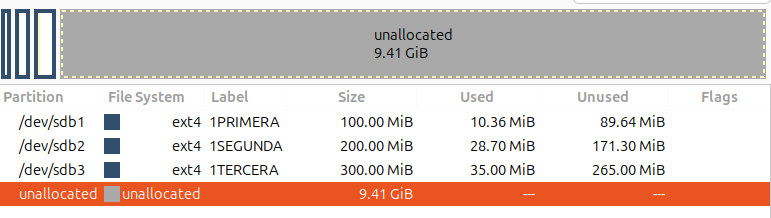 unallocated
9.41 GiB
Partition File System Label Size Used Unused Flags
/dev/sdb1 ext4 1PRIMERA 100.00 MiB 10.36 MiB 89.64 MiB
/dev/sdb2 ext4 1SEGUNDA 200.00 MiB 28.70 MiB 171.30 MiB
/dev/sdb3 ext4 1TERCERA 300.00 MiB 35.00 MiB 265.00 MiB
unallocated unallocated 9.41 GiB --- ---